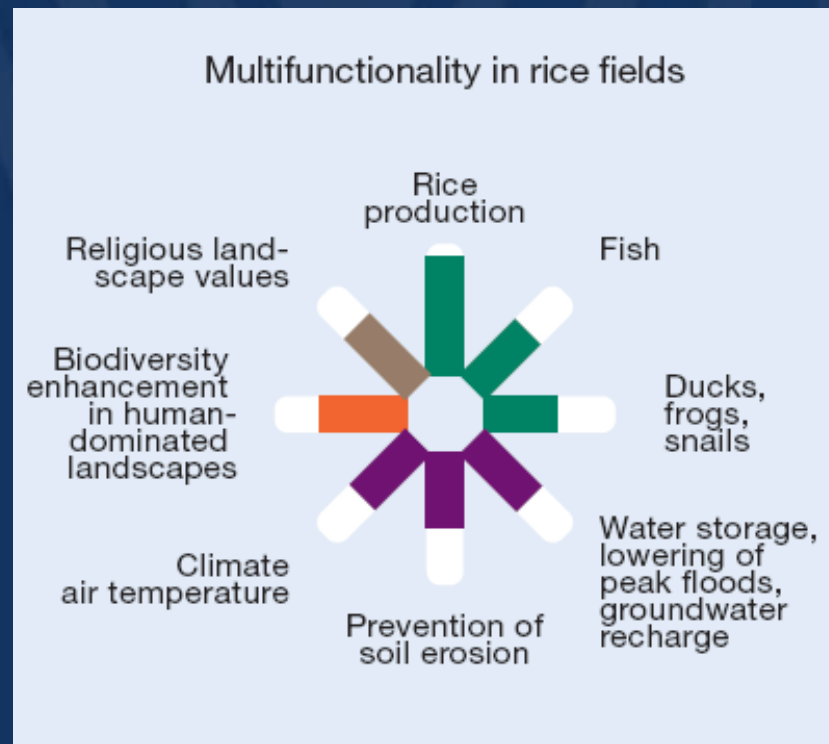 Multifunctionality in rice fields
Rice
production
Fish
Ducks,
frogs,
snails
Water storage,
lowering of
peak floods,
groundwater
recharge
Prevention of
soil erosion
Climate
air temperature
Biodiversity
enhancement
in human-
dominated
landscapes
Religious land-
scape values